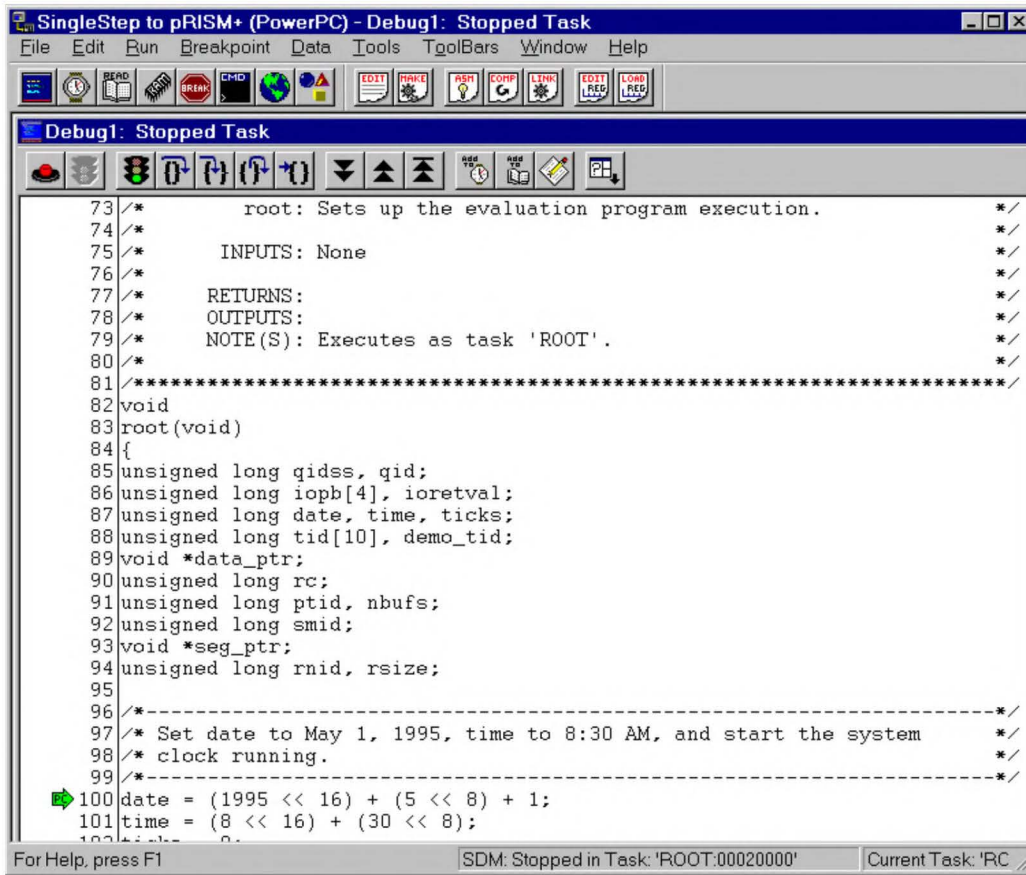 SingleStep to pRISM+ (PowerPC) - Debug1: Stopped Task
File Edit Run Breakpoint Data Tools ToolBars Window Help
READ BREAK CMD EDIT MAKE ASM COMP LINK EDIT .REG LOAD .REG
Debug1: Stopped Task
Add TO Add TO
73 /* root: Sets up the evaluation program execution. */
74 /* */
75 /* INPUTS: None */
76 /* */
77 /* RETURNS: */
78 /* OUTPUTS: */
79 /* NOTE(S): Executes as task 'ROOT'. */
80 /* */
81 /***********************************************************************/
82 void
83 root(void)
84 {
85 unsigned long qidss, qid;
86 unsigned long iopb[4], ioretval;
87 unsigned long date, time, ticks;
88 unsigned long tid[10], demo_tid;
89 void *data_ptr;
90 unsigned long rc;
91 unsigned long ptid, nbufs;
92 unsigned long smid;
93 void *seg_ptr;
94 unsigned long rnid, rsize;
95
96 /*---------------------------------------------------------------------*/
97 /* Set date to May 1, 1995, time to 8:30 AM, and start the system */
98 /* clock running. */
99 /*---------------------------------------------------------------------*/
PC 100 date = (1995 << 16) + (5 << 8) + 1;
101 time = (8 << 16) + (30 << 8);
For Help, press F1 SDM: Stopped in Task: 'ROOT:00020000' Current Task: 'RC